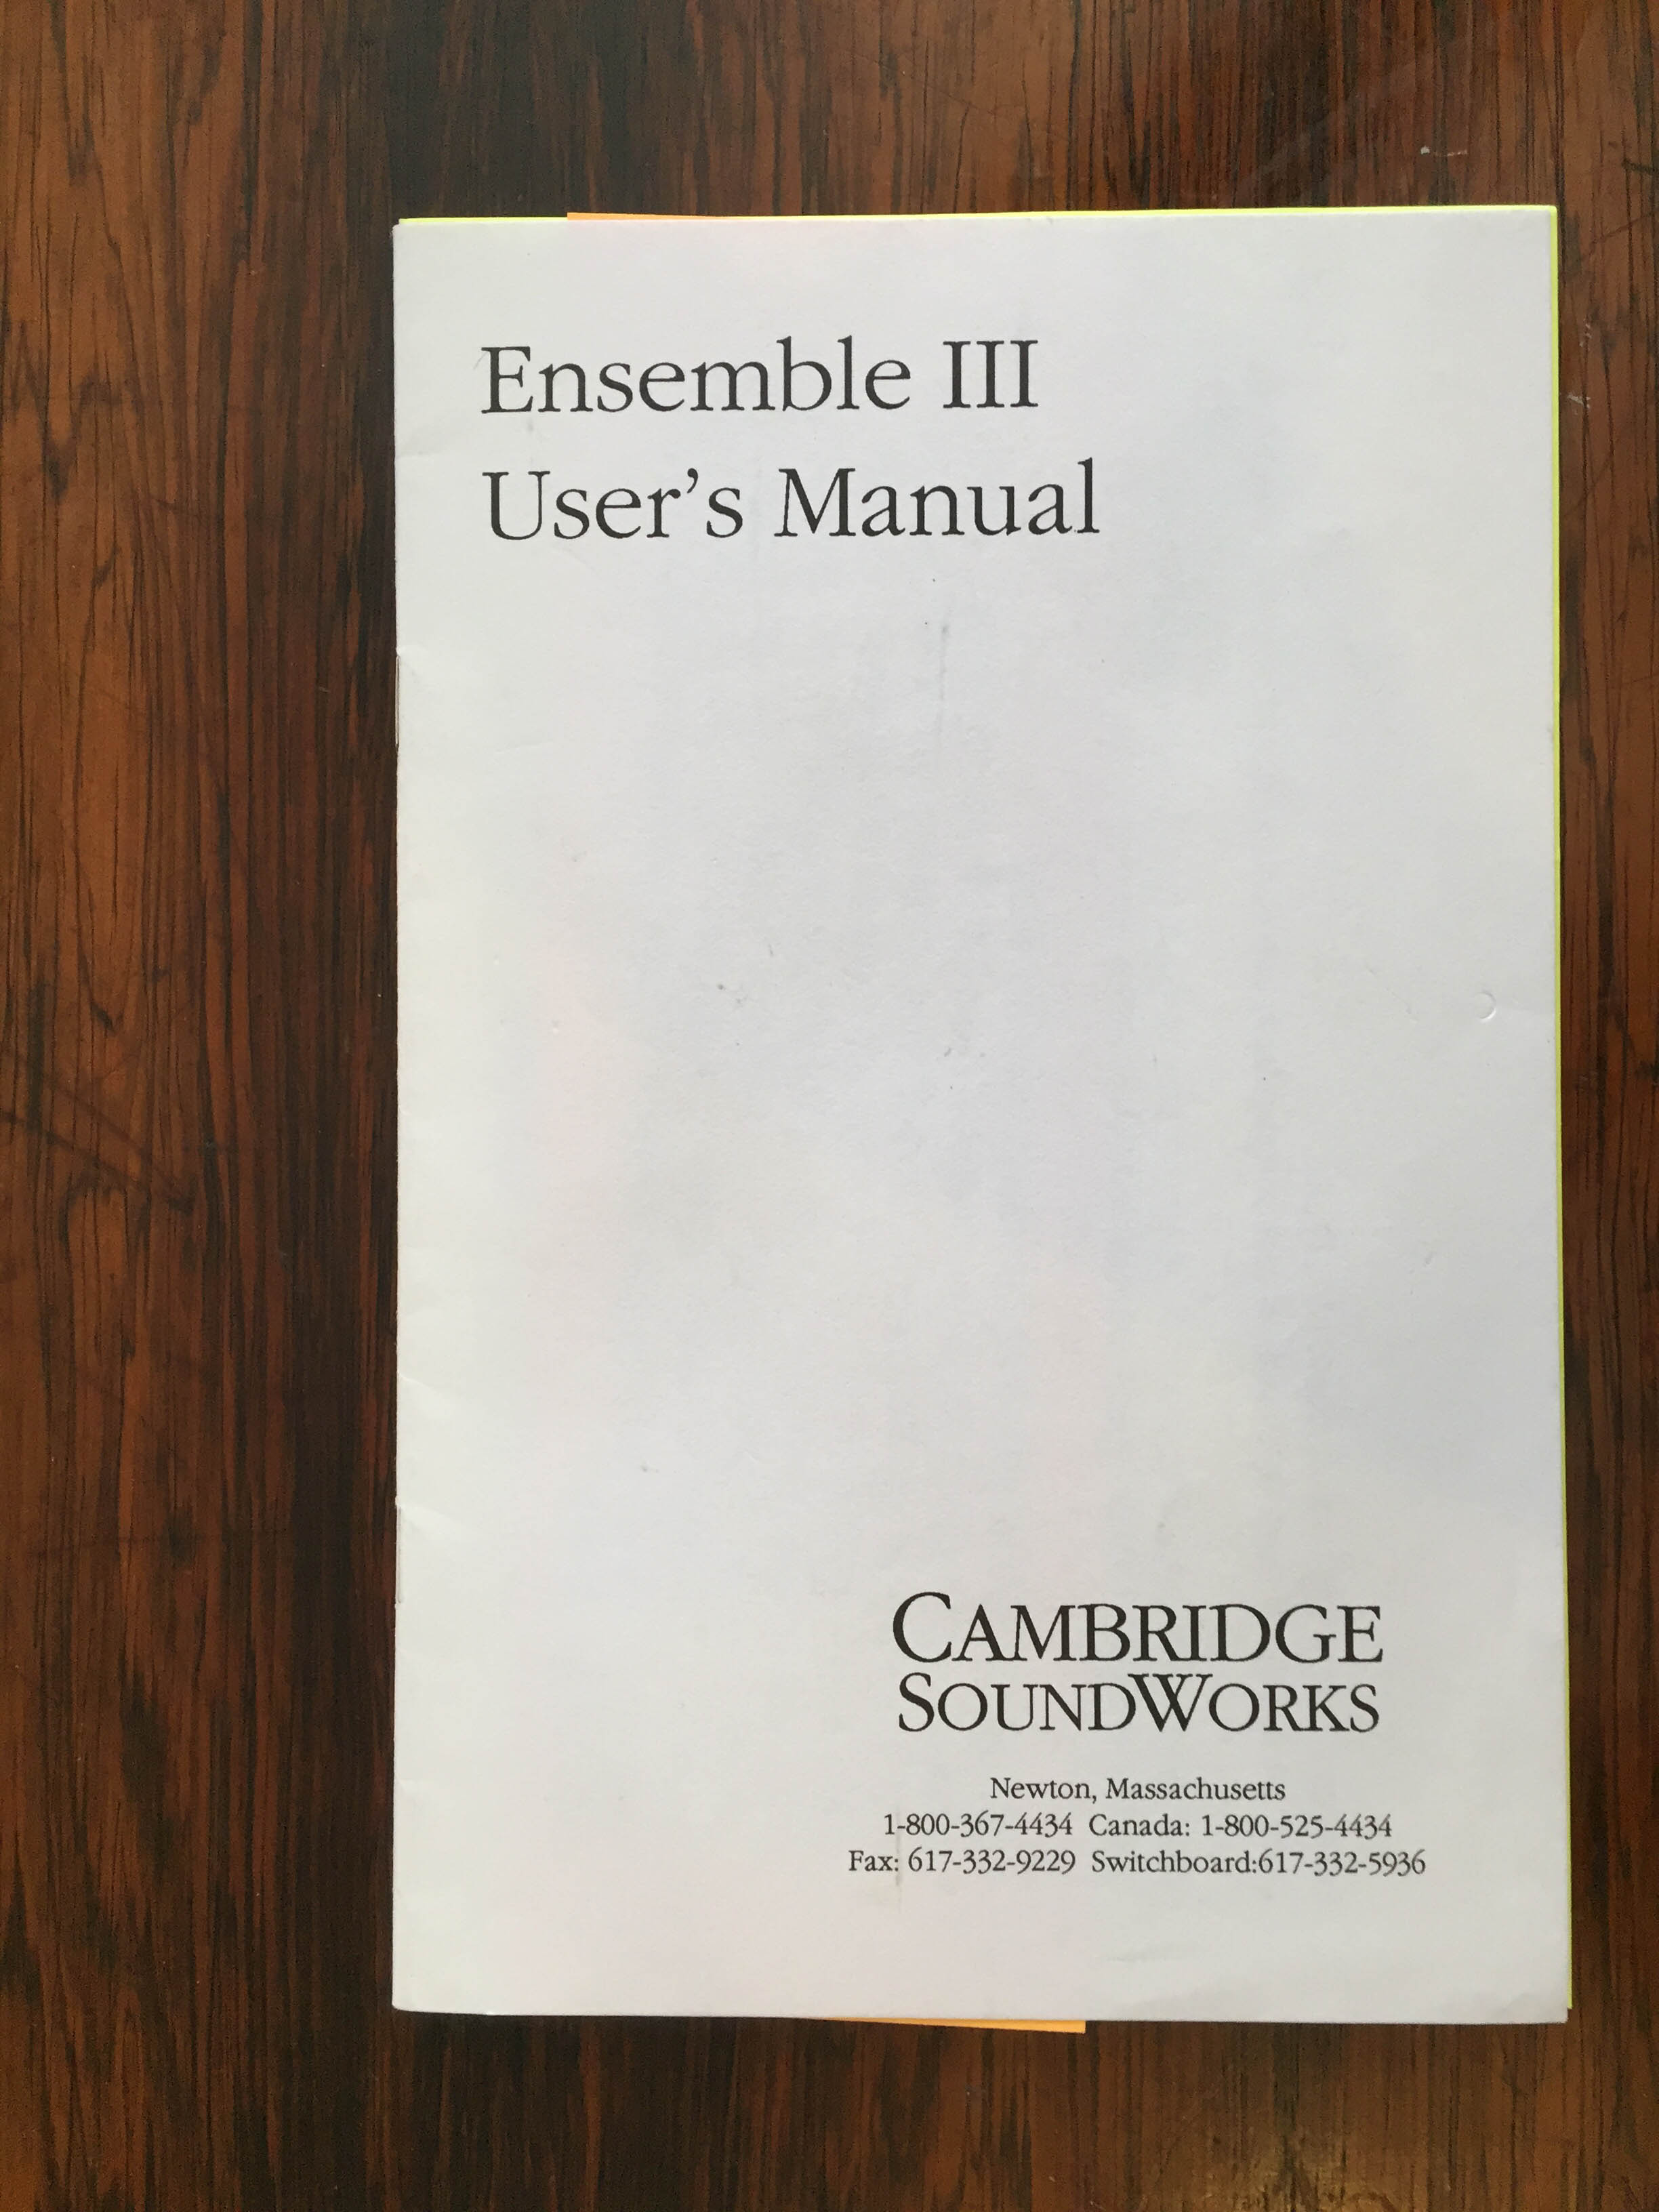 Ensemble III
User's Manual
CAMBRIDGE
SOUNDWORKS
Newton, Massachusetts
1-800-367-4434 Canada: 1-800-525-4434
Fax: 617-332-9229 Switchboard:617-332-5936